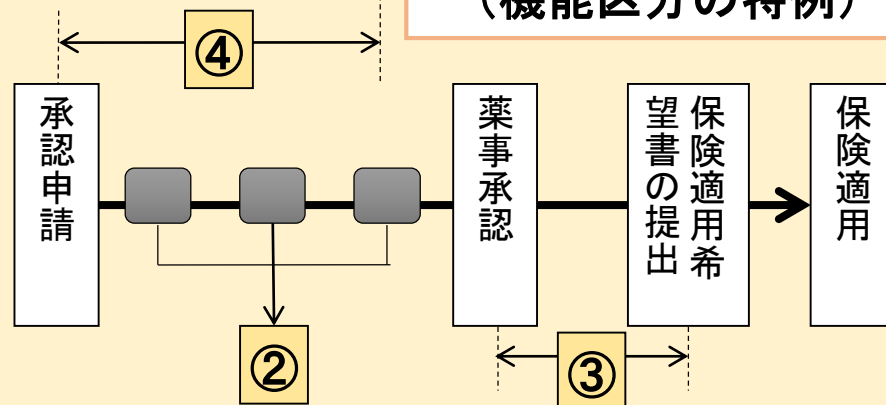 （機能区分の特例）
④
承認申請
薬事承認
保険適用希
望書の提出
保険適用
②
③